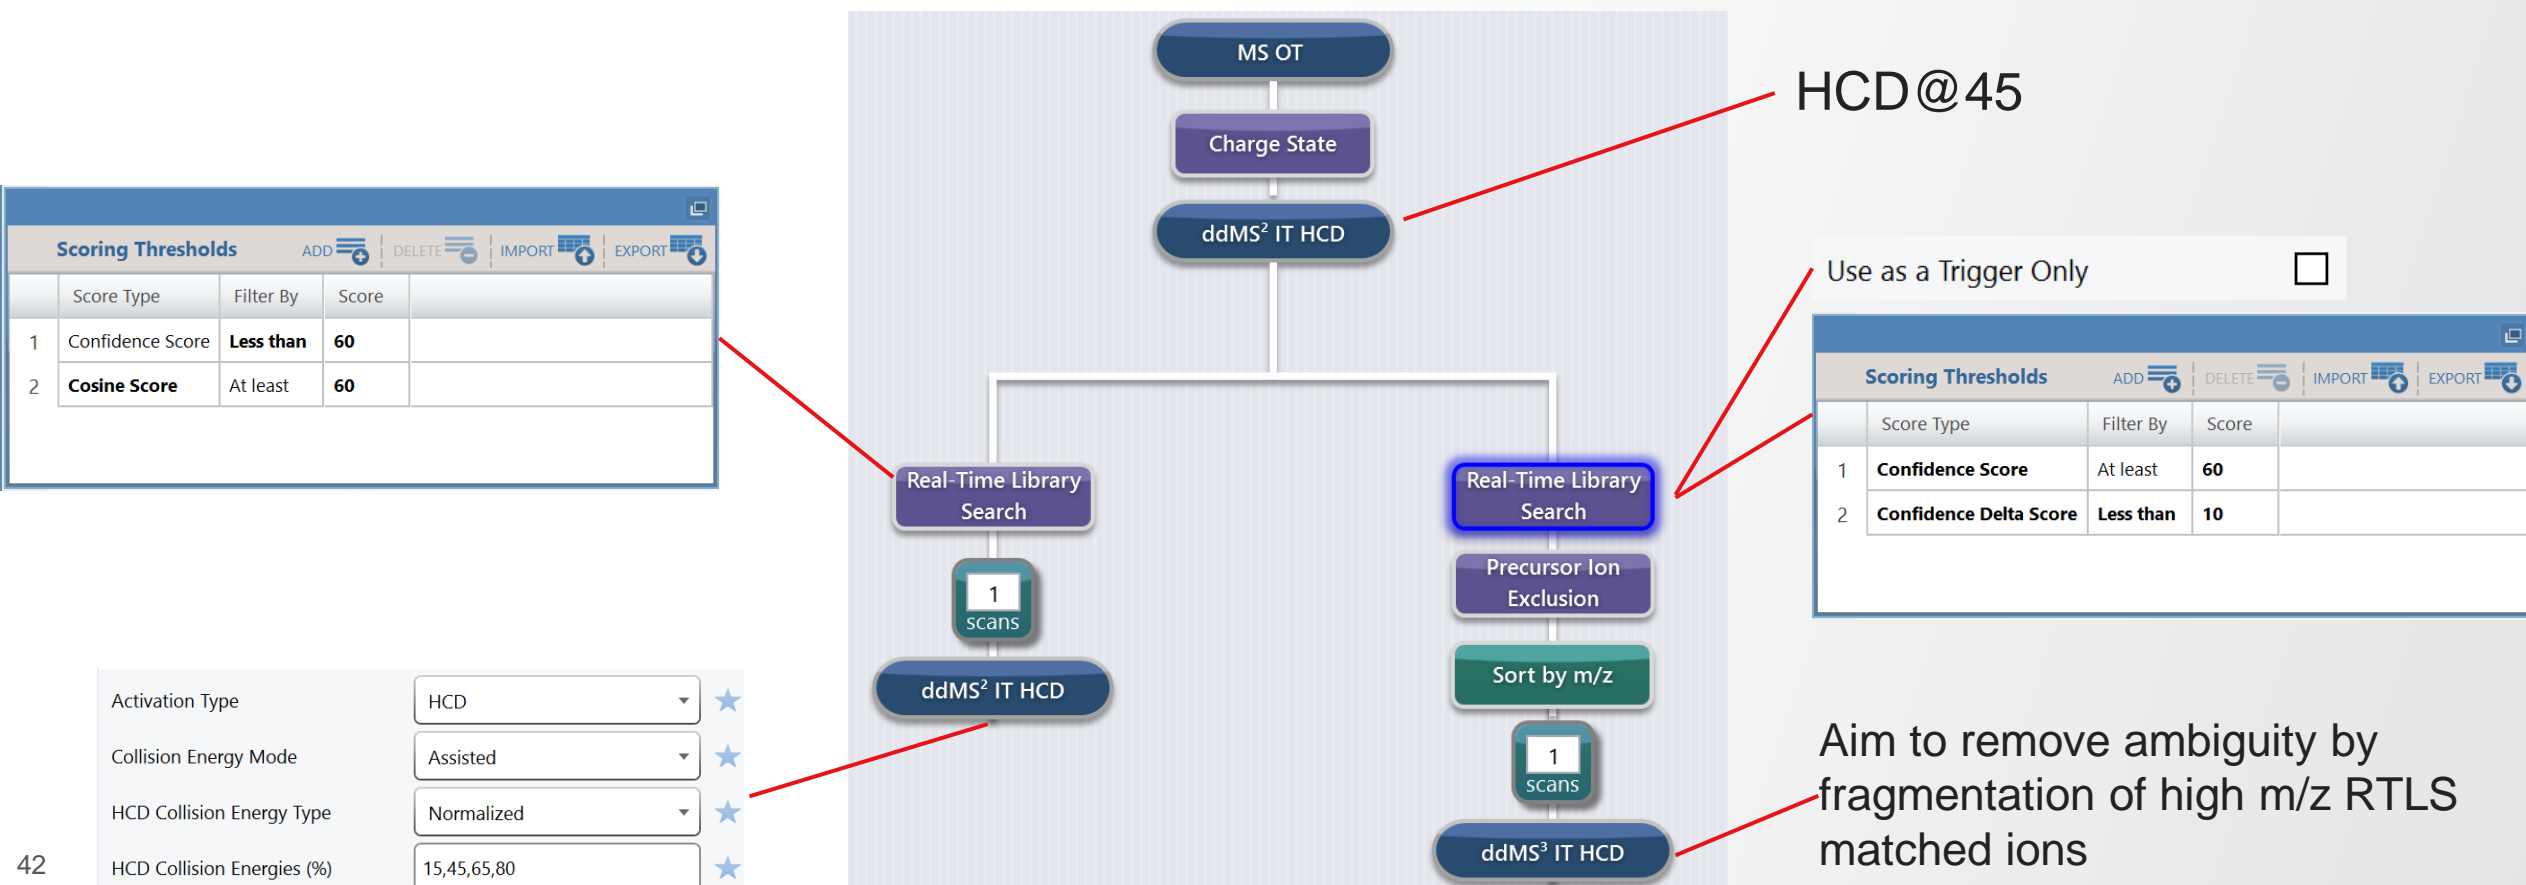 MS OT
Charge State
ddMS² IT HCD
HCD@45
Scoring Thresholds ADD DELETE IMPORT EXPORT
Score Type Filter By Score
1 Confidence Score Less than 60
2 Cosine Score At least 60
Use as a Trigger Only
Scoring Thresholds ADD DELETE IMPORT EXPORT
Score Type Filter By Score
1 Confidence Score At least 60
2 Confidence Delta Score Less than 10
Real-Time Library
Search
1
scans
ddMS² IT HCD
Real-Time Library
Search
Precursor Ion
Exclusion
Sort by m/z
1
scans
ddMS³ IT HCD
Activation Type HCD
Collision Energy Mode Assisted
HCD Collision Energy Type Normalized
HCD Collision Energies (%) 15,45,65,80
Aim to remove ambiguity by
fragmentation of high m/z RTLS
matched ions
42